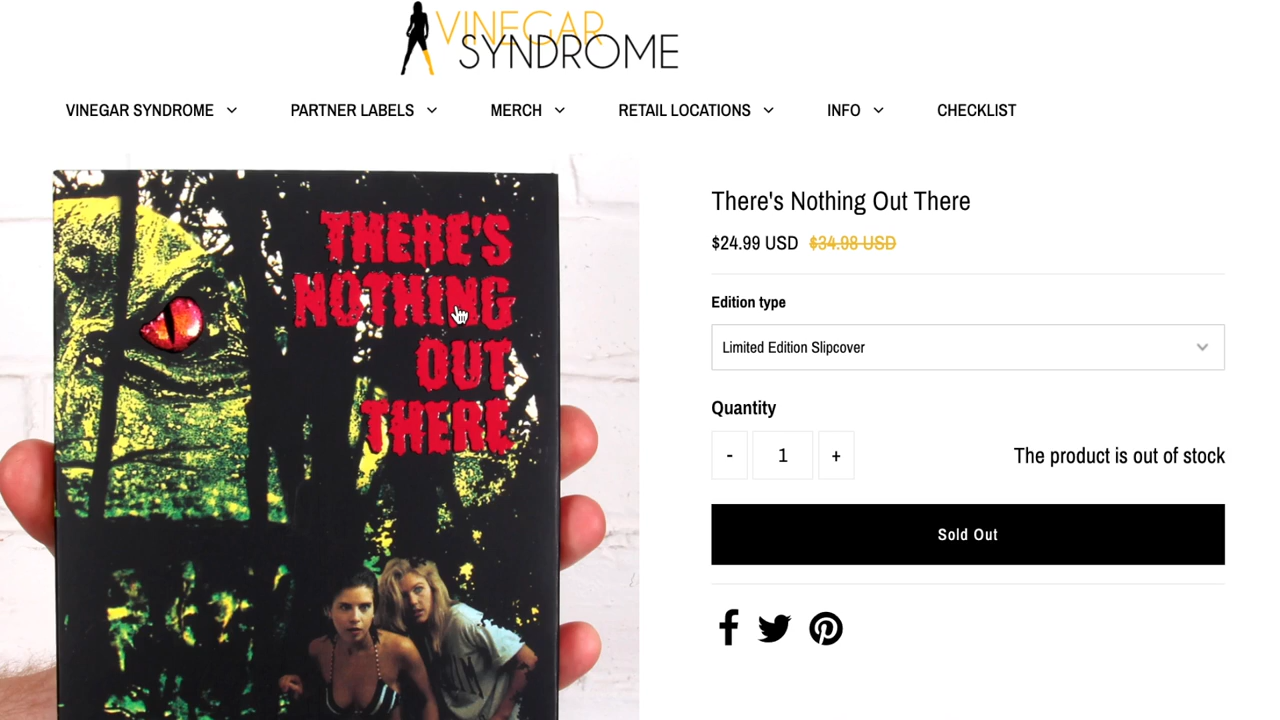 VINEGAR
SYNDROME
VINEGAR SYNDROME PARTNER LABELS MERCH RETAIL LOCATIONS INFO CHECKLIST
THERE'S
NOTHING
OUT
THERE
There's Nothing Out There
$24.99 USD $34.98 USD
Edition type
Limited Edition Slipcover
Quantity
- 1 +
The product is out of stock
Sold Out